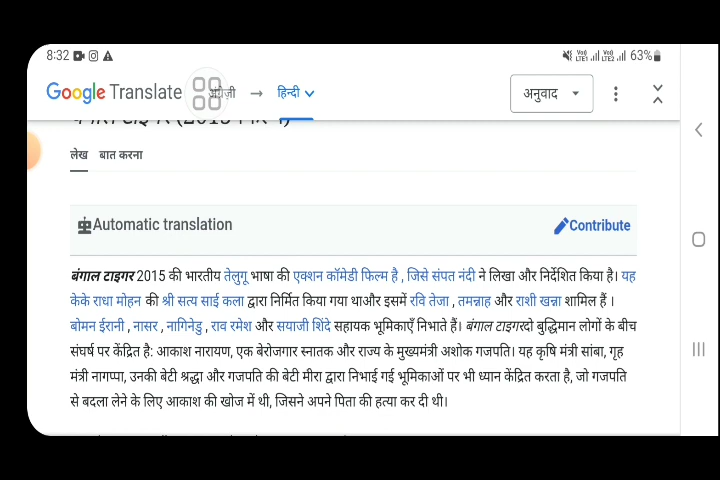 8:32 63%
Google Translate → हिन्दी अनुवाद
लेख बात करना
Automatic translation Contribute
बंगाल टाइगर 2015 की भारतीय तेलुगु भाषा की एक्शन कॉमेडी फिल्म है , जिसे संपत नंदी ने लिखा और निर्देशित किया है। यह
केके राधा मोहन की श्री सत्य साई कला द्वारा निर्मित किया गया थाऔर इसमें रवि तेजा , तमन्नाह और राशी खन्ना शामिल हैं ।
बोमन ईरानी , नासर , नागिनेडु , राव रमेश और सयाजी शिंदे सहायक भूमिकाएँ निभाते हैं। बंगाल टाइगरदो बुद्धिमान लोगों के बीच
संघर्ष पर केंद्रित है: आकाश नारायण, एक बेरोजगार स्नातक और राज्य के मुख्यमंत्री अशोक गजपति। यह कृषि मंत्री सांबा, गृह
मंत्री नागप्पा, उनकी बेटी श्रद्धा और गजपति की बेटी मीरा द्वारा निभाई गई भूमिकाओं पर भी ध्यान केंद्रित करता है, जो गजपति
से बदला लेने के लिए आकाश की खोज में थी, जिसने अपने पिता की हत्या कर दी थी।